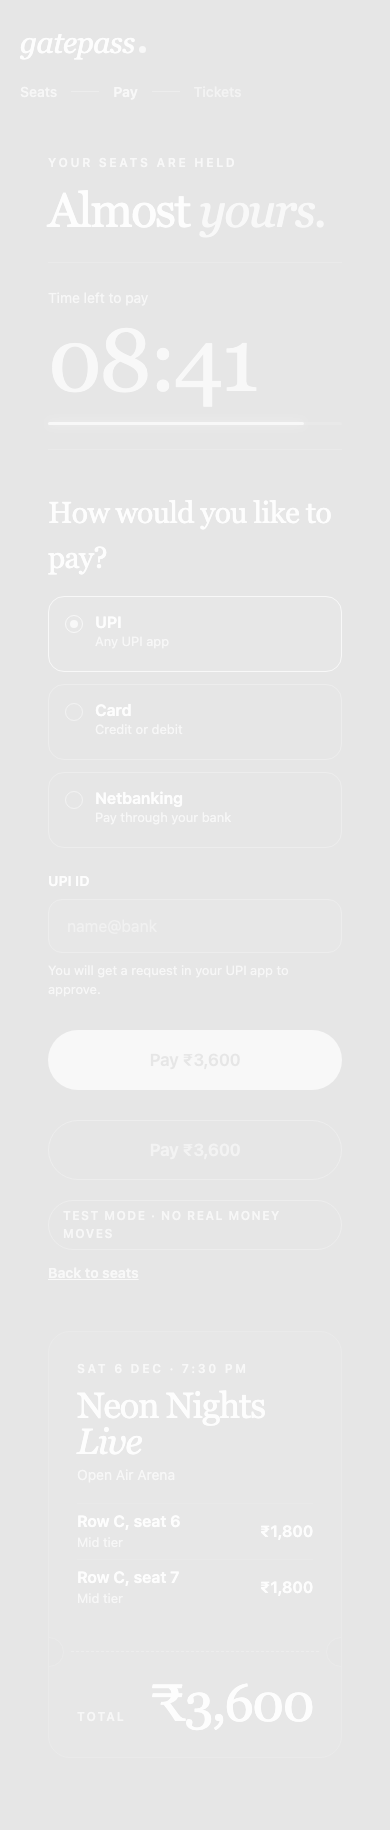 gatepass.
Seats Pay Tickets
YOUR SEATS ARE HELD
Almost yours.
Time left to pay
08:41
How would you like to
pay?
UPI
Any UPI app
Card
Credit or debit
Netbanking
Pay through your bank
UPI ID
name@bank
You will get a request in your UPI app to
approve.
Pay ₹3,600
Pay ₹3,600
TEST MODE · NO REAL MONEY
MOVES
Back to seats
SAT 6 DEC · 7:30 PM
Neon Nights
Live
Open Air Arena
Row C, seat 6
Mid tier
₹1,800
Row C, seat 7
Mid tier
₹1,800
TOTAL ₹3,600